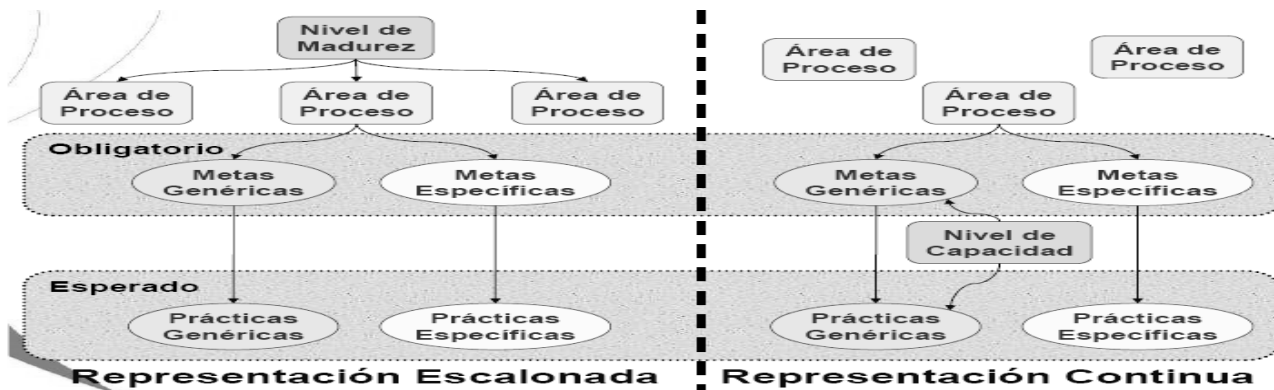 Nivel de
Madurez
Área de
Proceso
Área de
Proceso
Área de
Proceso
Obligatorio
Metas
Genéricas
Metas
Específicas
Esperado
Prácticas
Genéricas
Prácticas
Específicas
Representación Escalonada
Área de
Proceso
Área de
Proceso
Área de
Proceso
Metas
Genéricas
Metas
Específicas
Nivel de
Capacidad
Prácticas
Genéricas
Prácticas
Específicas
Representación Continua